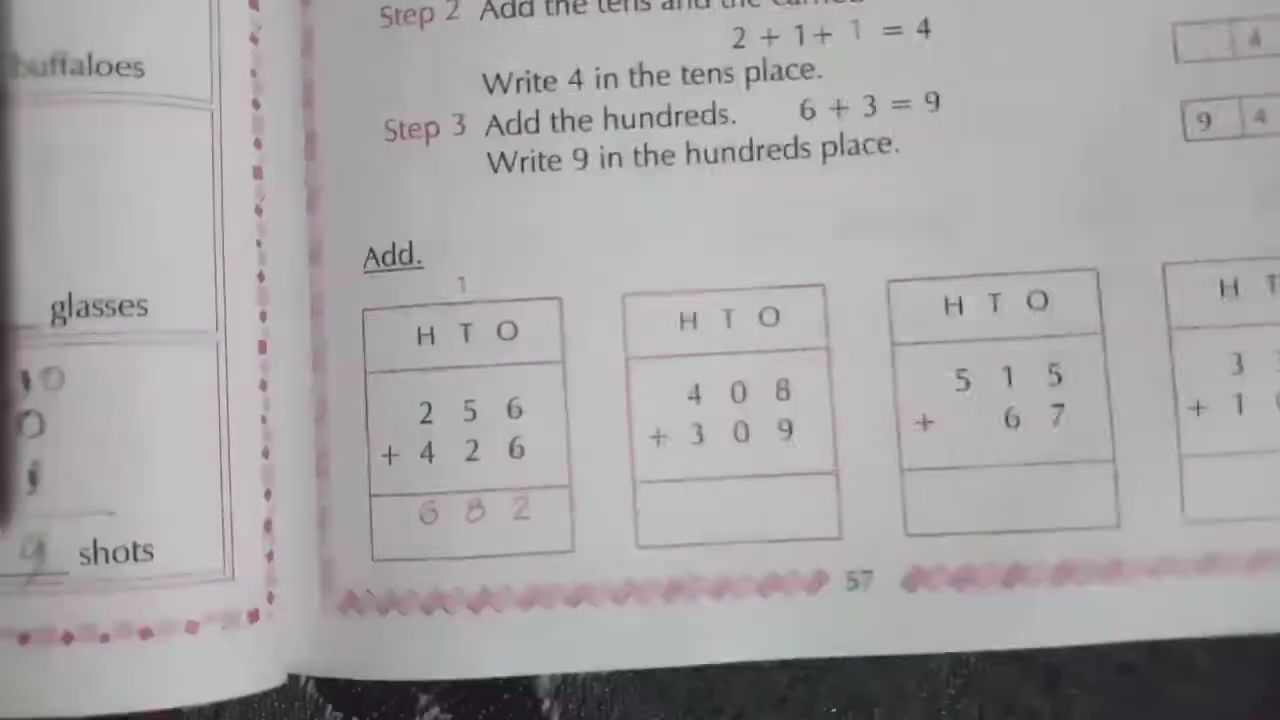 buffaloes
glasses
10
0
9 shots
Step 2 Add the tens and the
2 + 1 + 1 = 4
Write 4 in the tens place.
Step 3 Add the hundreds. 6 + 3 = 9
Write 9 in the hundreds place.
4
9 4
Add.
1
H T O
2 5 6
+ 4 2 6
6 8 2
H T O
4 0 8
+ 3 0 9
H T O
5 1 5
+ 6 7
H T
3
+ 1
57